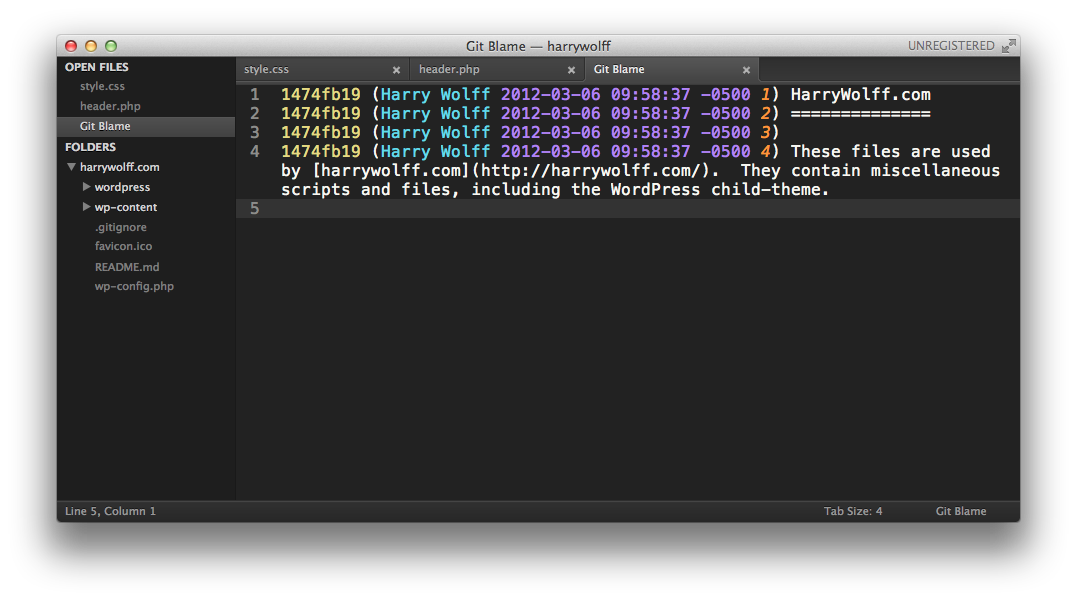 Git Blame — harrywolff
UNREGISTERED
OPEN FILES
style.css
header.php
Git Blame
FOLDERS
harrywolff.com
wordpress
wp-content
.gitignore
favicon.ico
README.md
wp-config.php
style.css × header.php × Git Blame ×
1 1474fb19 (Harry Wolff 2012-03-06 09:58:37 -0500 1) HarryWolff.com
2 1474fb19 (Harry Wolff 2012-03-06 09:58:37 -0500 2) ==============
3 1474fb19 (Harry Wolff 2012-03-06 09:58:37 -0500 3)
4 1474fb19 (Harry Wolff 2012-03-06 09:58:37 -0500 4) These files are used
by [harrywolff.com](http://harrywolff.com/).  They contain miscellaneous
scripts and files, including the WordPress child-theme.
5
Line 5, Column 1
Tab Size: 4
Git Blame